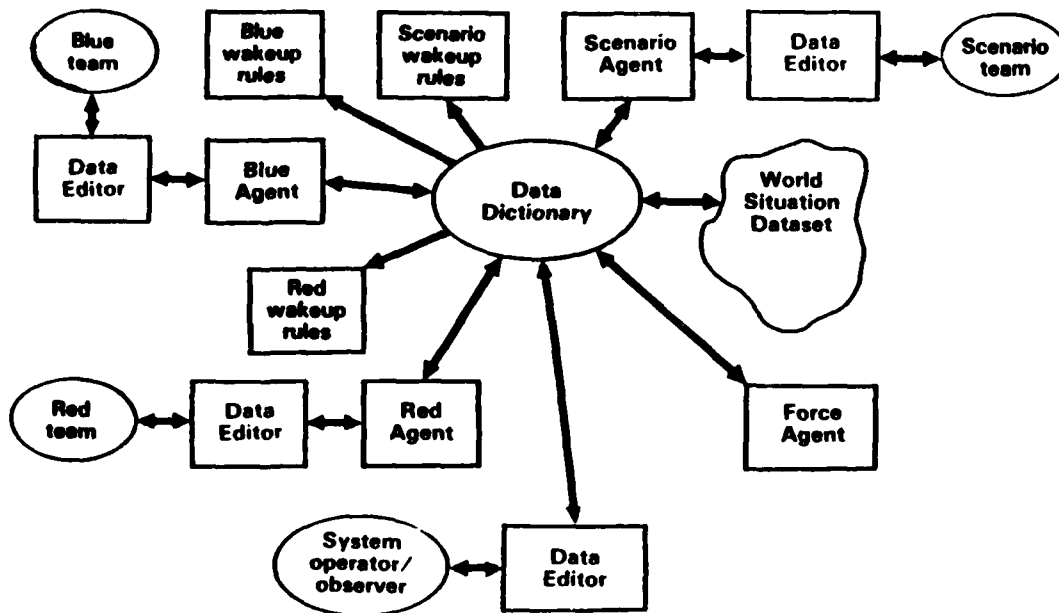 Blue
team
Blue
wakeup
rules
Scenario
wakeup
rules
Scenario
Agent
Data
Editor
Scenario
team
Data
Editor
Blue
Agent
Data
Dictionary
World
Situation
Dataset
Red
wakeup
rules
Red
team
Data
Editor
Red
Agent
Force
Agent
System
operator/
observer
Data
Editor